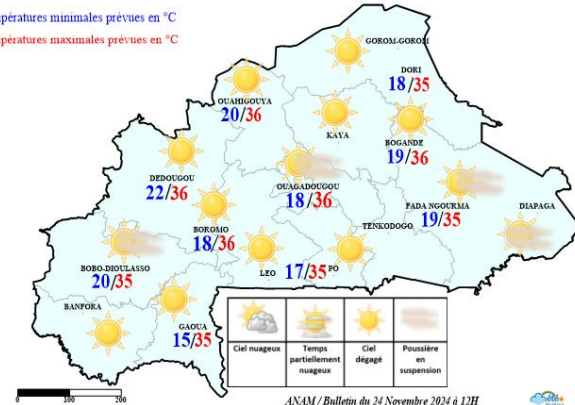 pératures minimales prévues en °C
pératures maximales prévues en °C
GOROM-GOROM
DORI
18/35
OUAHIGOUYA
20/36
KAYA
BOGANDE
19/36
DEDOUGOU
22/36
OUAGADOUGOU
18/36
FADA NGOURMA
19/35
DIAPAGA
BOROMO
18/36
TENKODOGO
BOBO-DIOULASSO
20/35
LEO
17/35
PO
BANFORA
GAOUA
15/35
Ciel nuageux
Temps
partiellement
nuageux
Ciel
dégagé
Poussière
en
suspension
0
100
200
ANAM / Bulletin du 24 Novembre 2024 à 12H